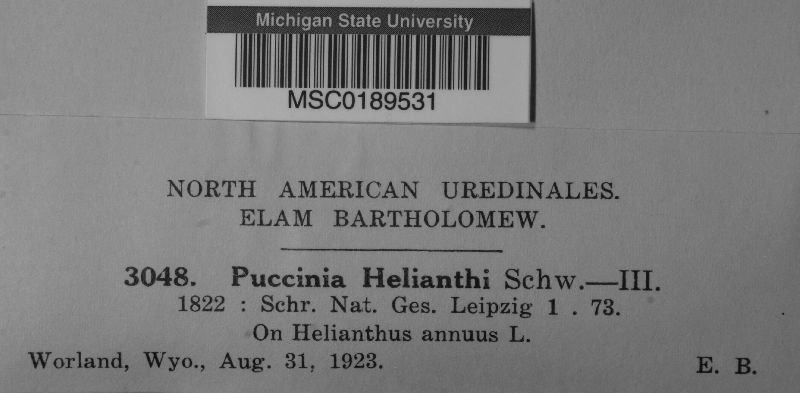 Michigan State University
MSC0189531
NORTH AMERICAN UREDINALES.
ELAM BARTHOLOMEW.
3048. Puccinia Helianthi Schw.—III.
1822 : Schr. Nat. Ges. Leipzig 1 . 73.
On Helianthus annuus L.
Worland, Wyo., Aug. 31, 1923. E. B.